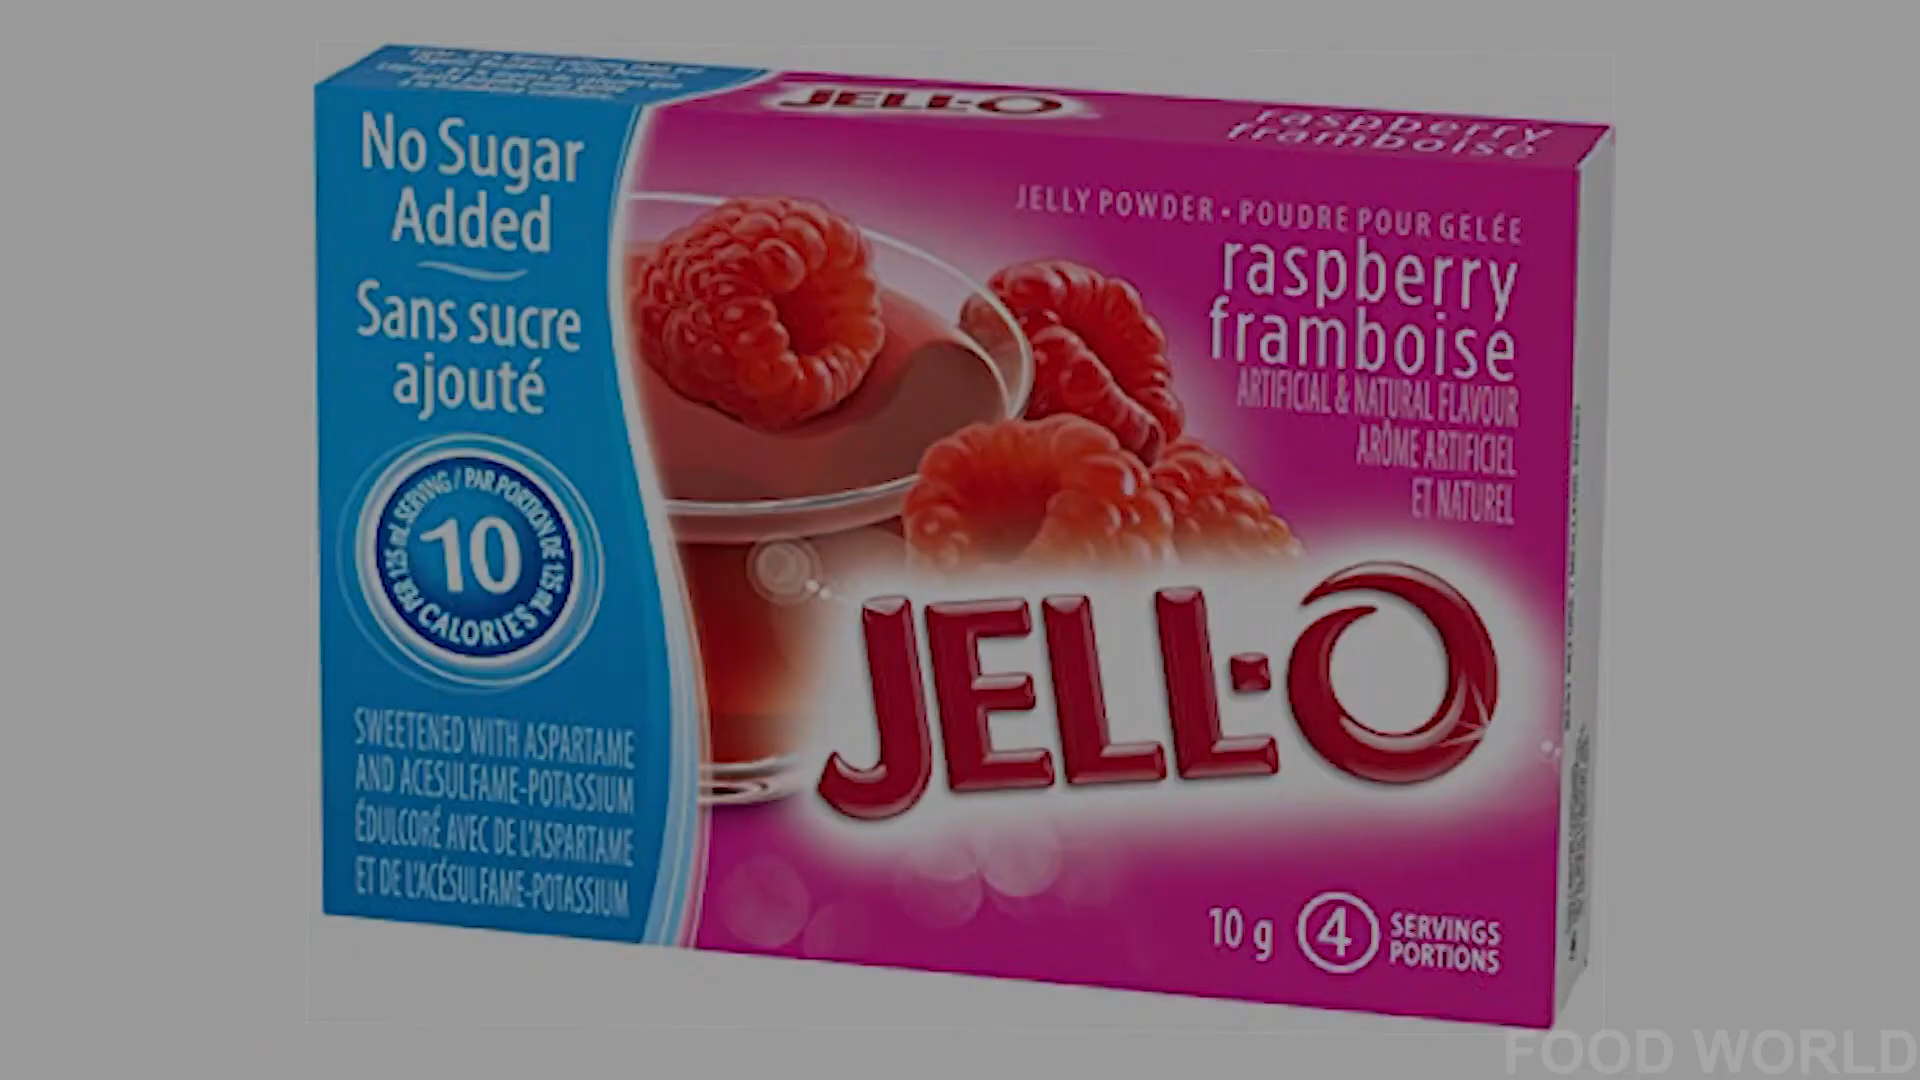 JELL-O
raspberry
framboise
No Sugar
Added
Sans sucre
ajouté
PER 125 mL SERVING / PAR PORTION DE 125 mL
10
CALORIES
SWEETENED WITH ASPARTAME
AND ACESULFAME-POTASSIUM
ÉDULCORÉ AVEC DE L'ASPARTAME
ET DE L'ACÉSULFAME-POTASSIUM
JELLY POWDER • POUDRE POUR GELÉE
raspberry
framboise
ARTIFICIAL & NATURAL FLAVOUR
ARÔME ARTIFICIEL
ET NATUREL
JELL-O
10 g 4 SERVINGS
PORTIONS
FOOD WORLD